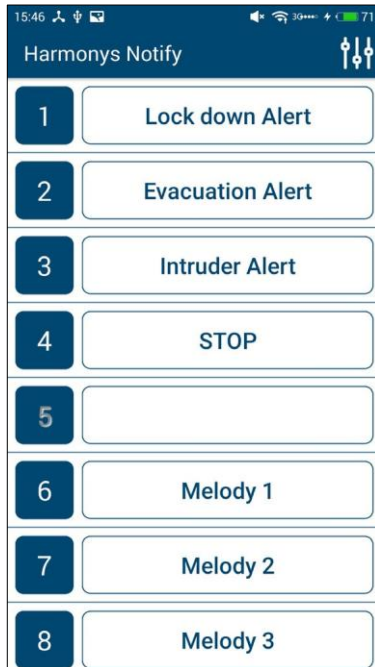 15:46 3G 71
Harmonys Notify
1 Lock down Alert
2 Evacuation Alert
3 Intruder Alert
4 STOP
5
6 Melody 1
7 Melody 2
8 Melody 3